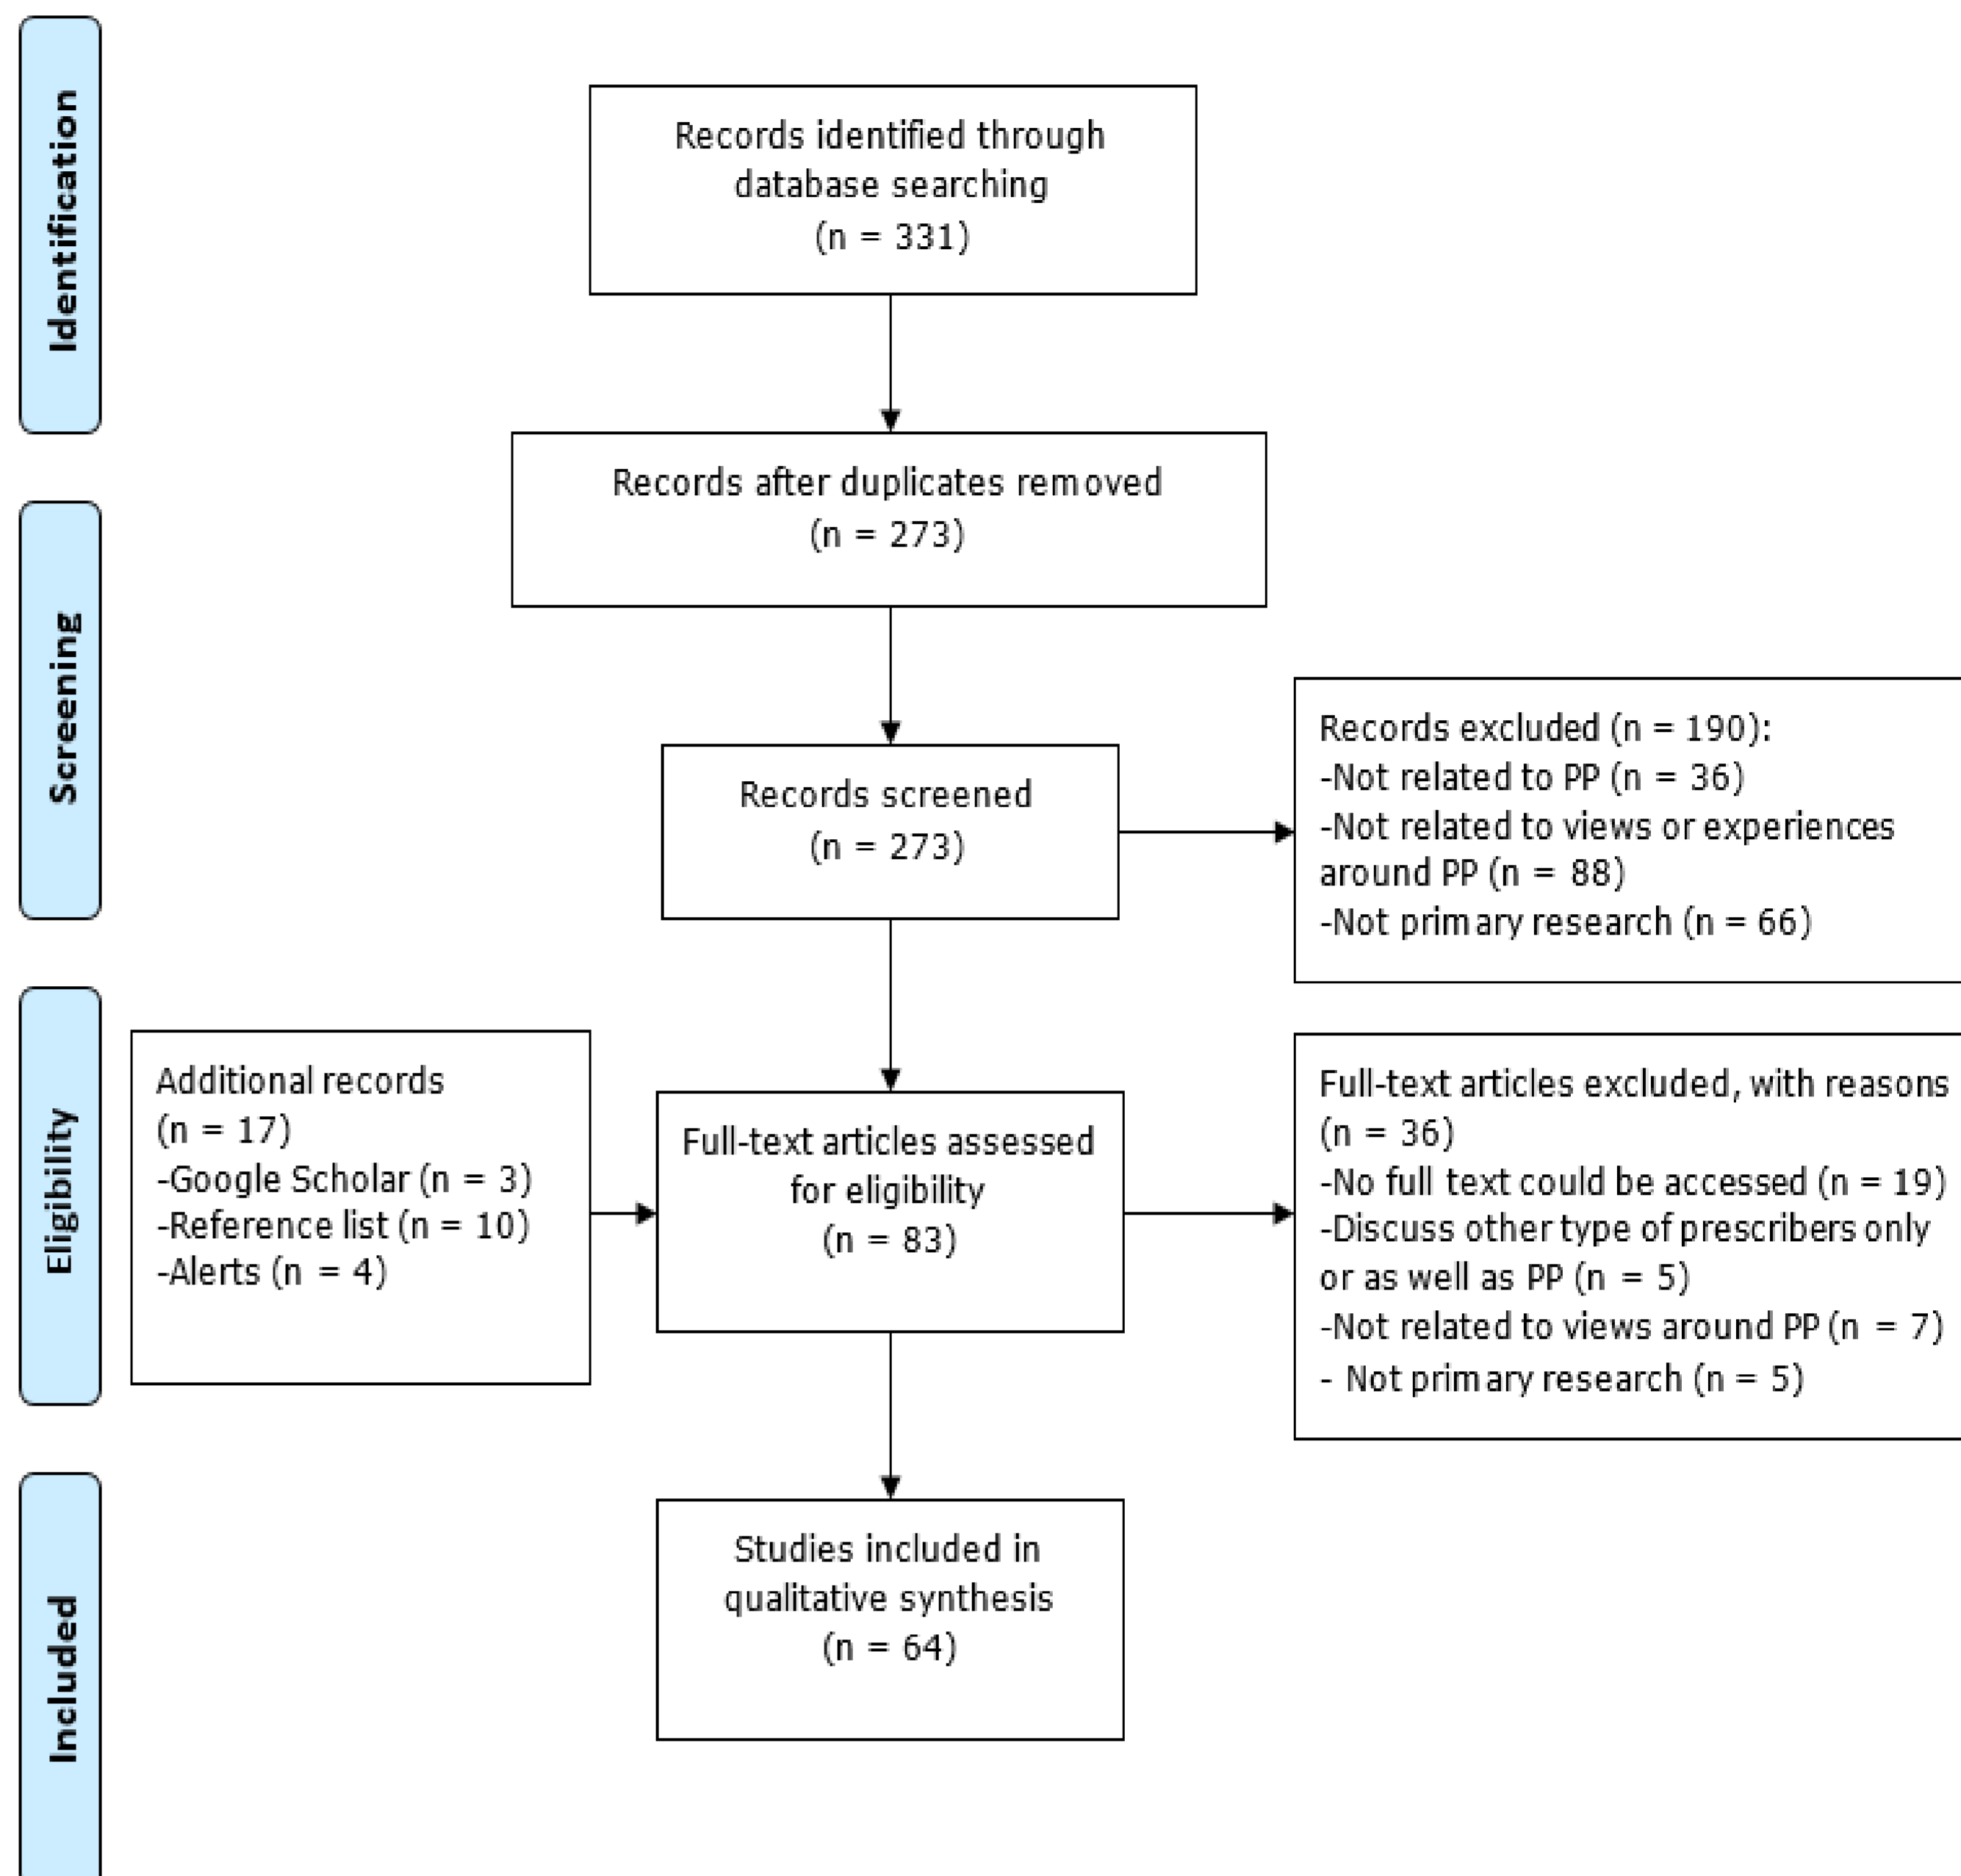 Identification
Records identified through
database searching
(n = 331)
Records after duplicates removed
(n = 273)
Screening
Records screened
(n = 273)
Records excluded (n = 190):
-Not related to PP (n = 36)
-Not related to views or experiences
around PP (n = 88)
-Not primary research (n = 66)
Eligibility
Additional records
(n = 17)
-Google Scholar (n = 3)
-Reference list (n = 10)
-Alerts (n = 4)
Full-text articles assessed
for eligibility
(n = 83)
Full-text articles excluded, with reasons
(n = 36)
-No full text could be accessed (n = 19)
-Discuss other type of prescribers only
or as well as PP (n = 5)
-Not related to views around PP (n = 7)
- Not primary research (n = 5)
Included
Studies included in
qualitative synthesis
(n = 64)